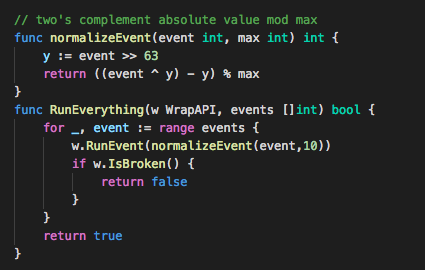 // two's complement absolute value mod max
func normalizeEvent(event int, max int) int {
    y := event >> 63
    return ((event ^ y) - y) % max
}
func RunEverything(w WrapAPI, events []int) bool {
    for _, event := range events {
        w.RunEvent(normalizeEvent(event,10))
        if w.IsBroken() {
            return false
        }
    }
    return true
}